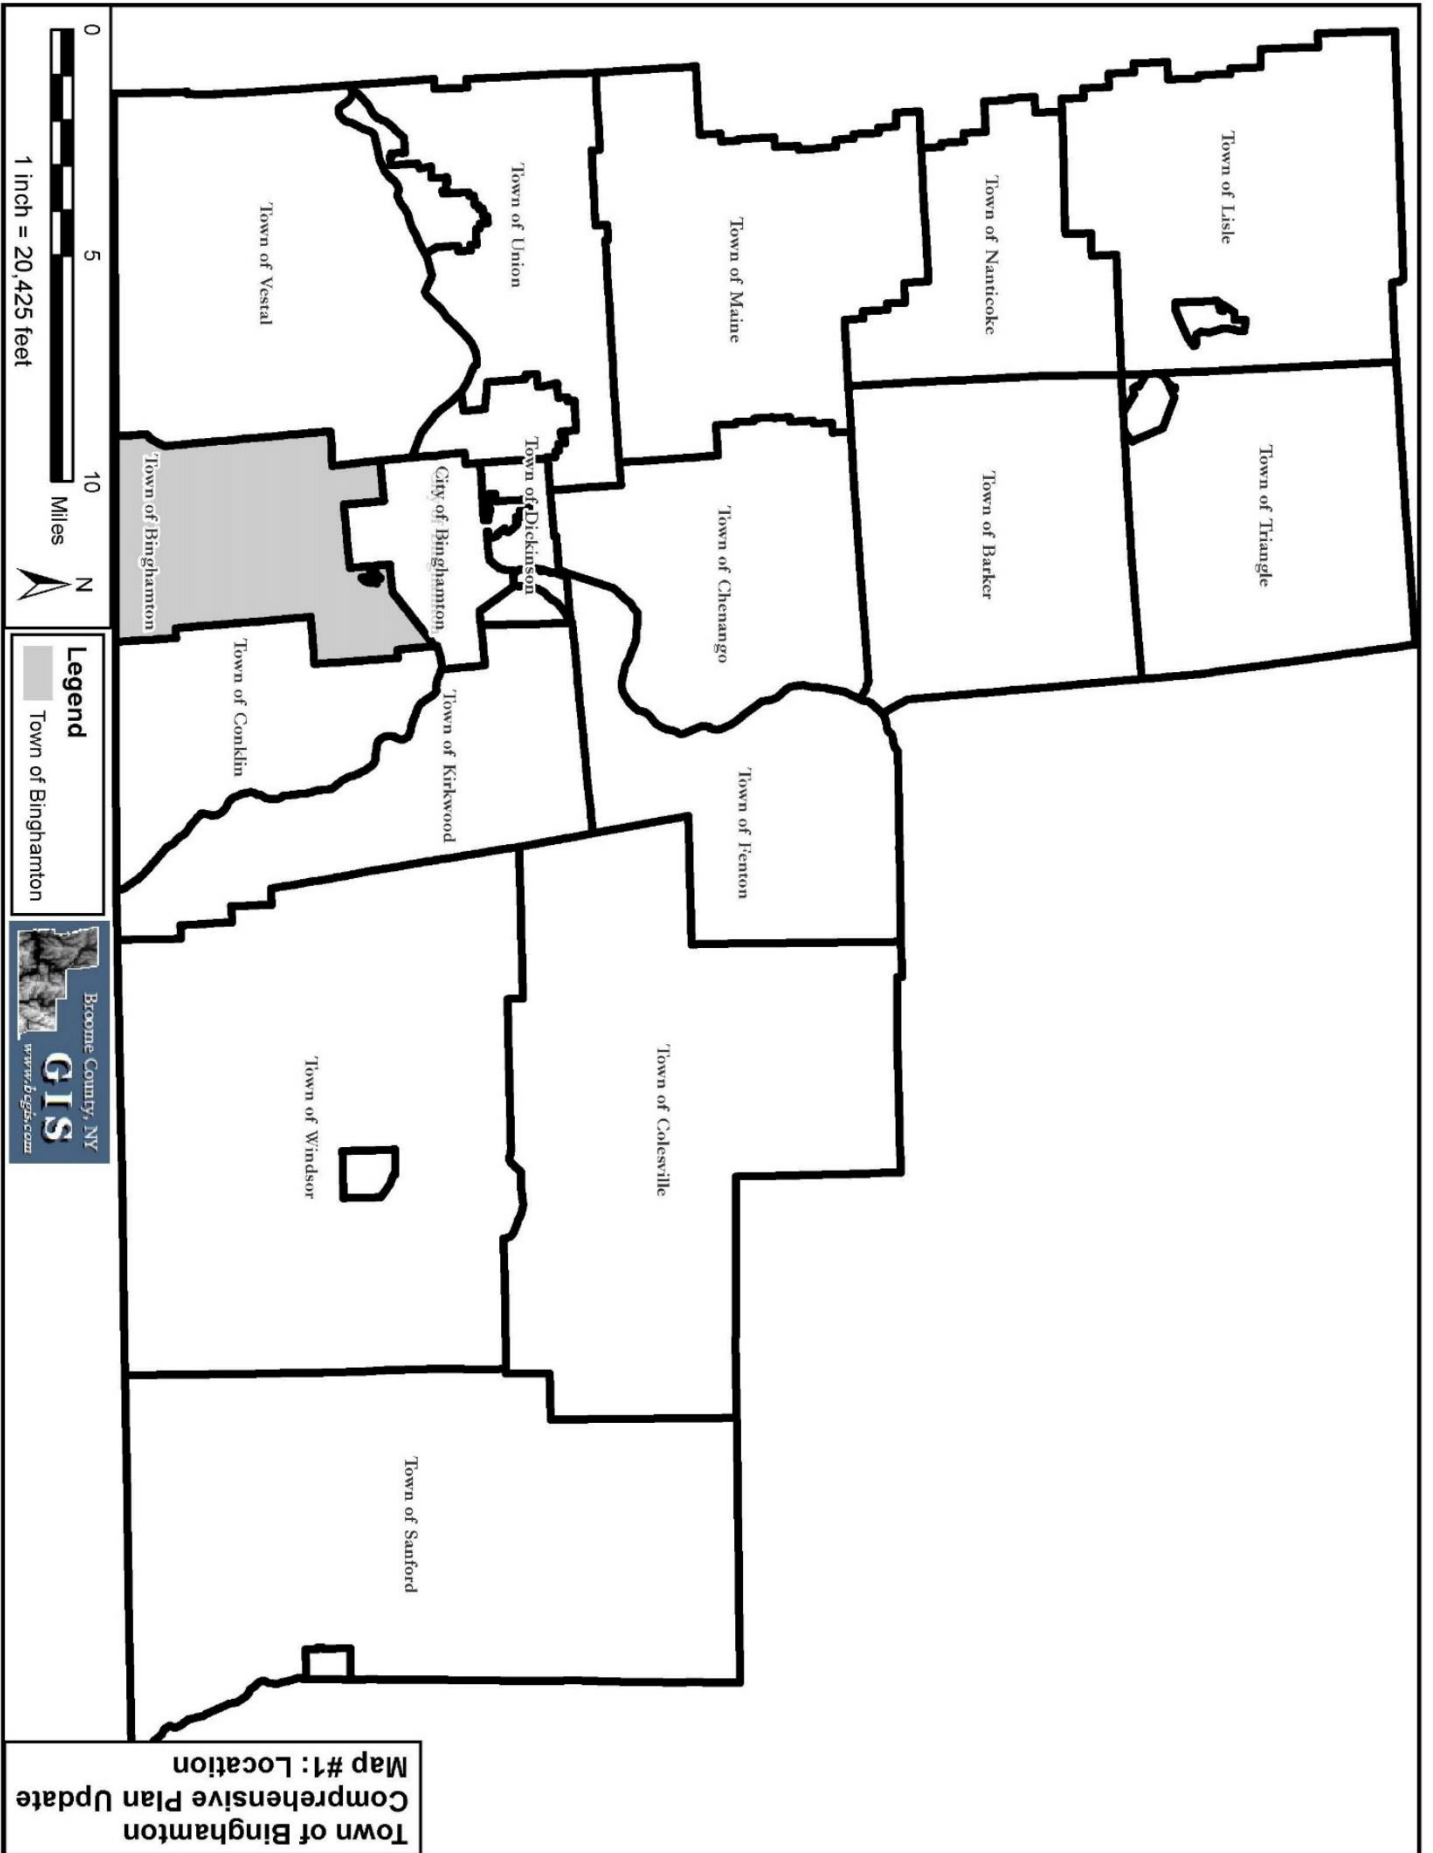 Town of Lisle
Town of Triangle
Town of Nanticoke
Town of Barker
Town of Maine
Town of Chenango
Town of Fenton
Town of Union
Town of Dickinson
Town of Colesville
City of Binghamton
Town of Kirkwood
Town of Sanford
Town of Vestal
Town of Conklin
Town of Windsor
Town of Binghamton
0 5 10
Miles
1 inch = 20,425 feet
N
Legend
Town of Binghamton
Broome County, NY
GIS
www.bcgis.com
Town of Binghamton
Comprehensive Plan Update
Map #1: Location